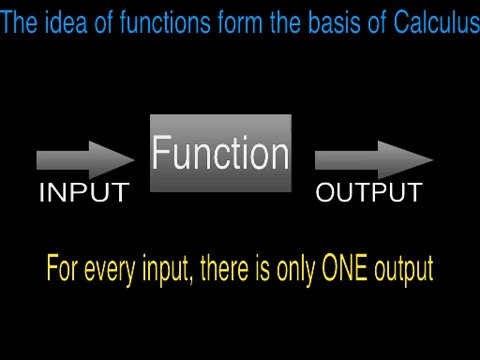 The idea of functions form the basis of Calculus
Function
INPUT
OUTPUT
For every input, there is only ONE output